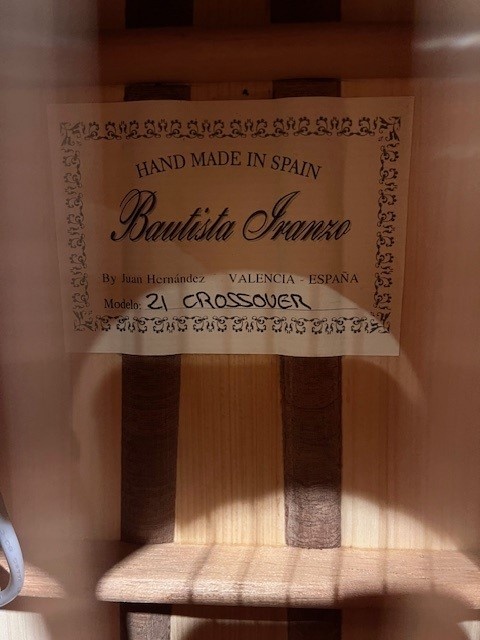 HAND MADE IN SPAIN
Bautista Iranzo
By Juan Hernández VALENCIA - ESPAÑA
Modelo: 21 CROSSOVER